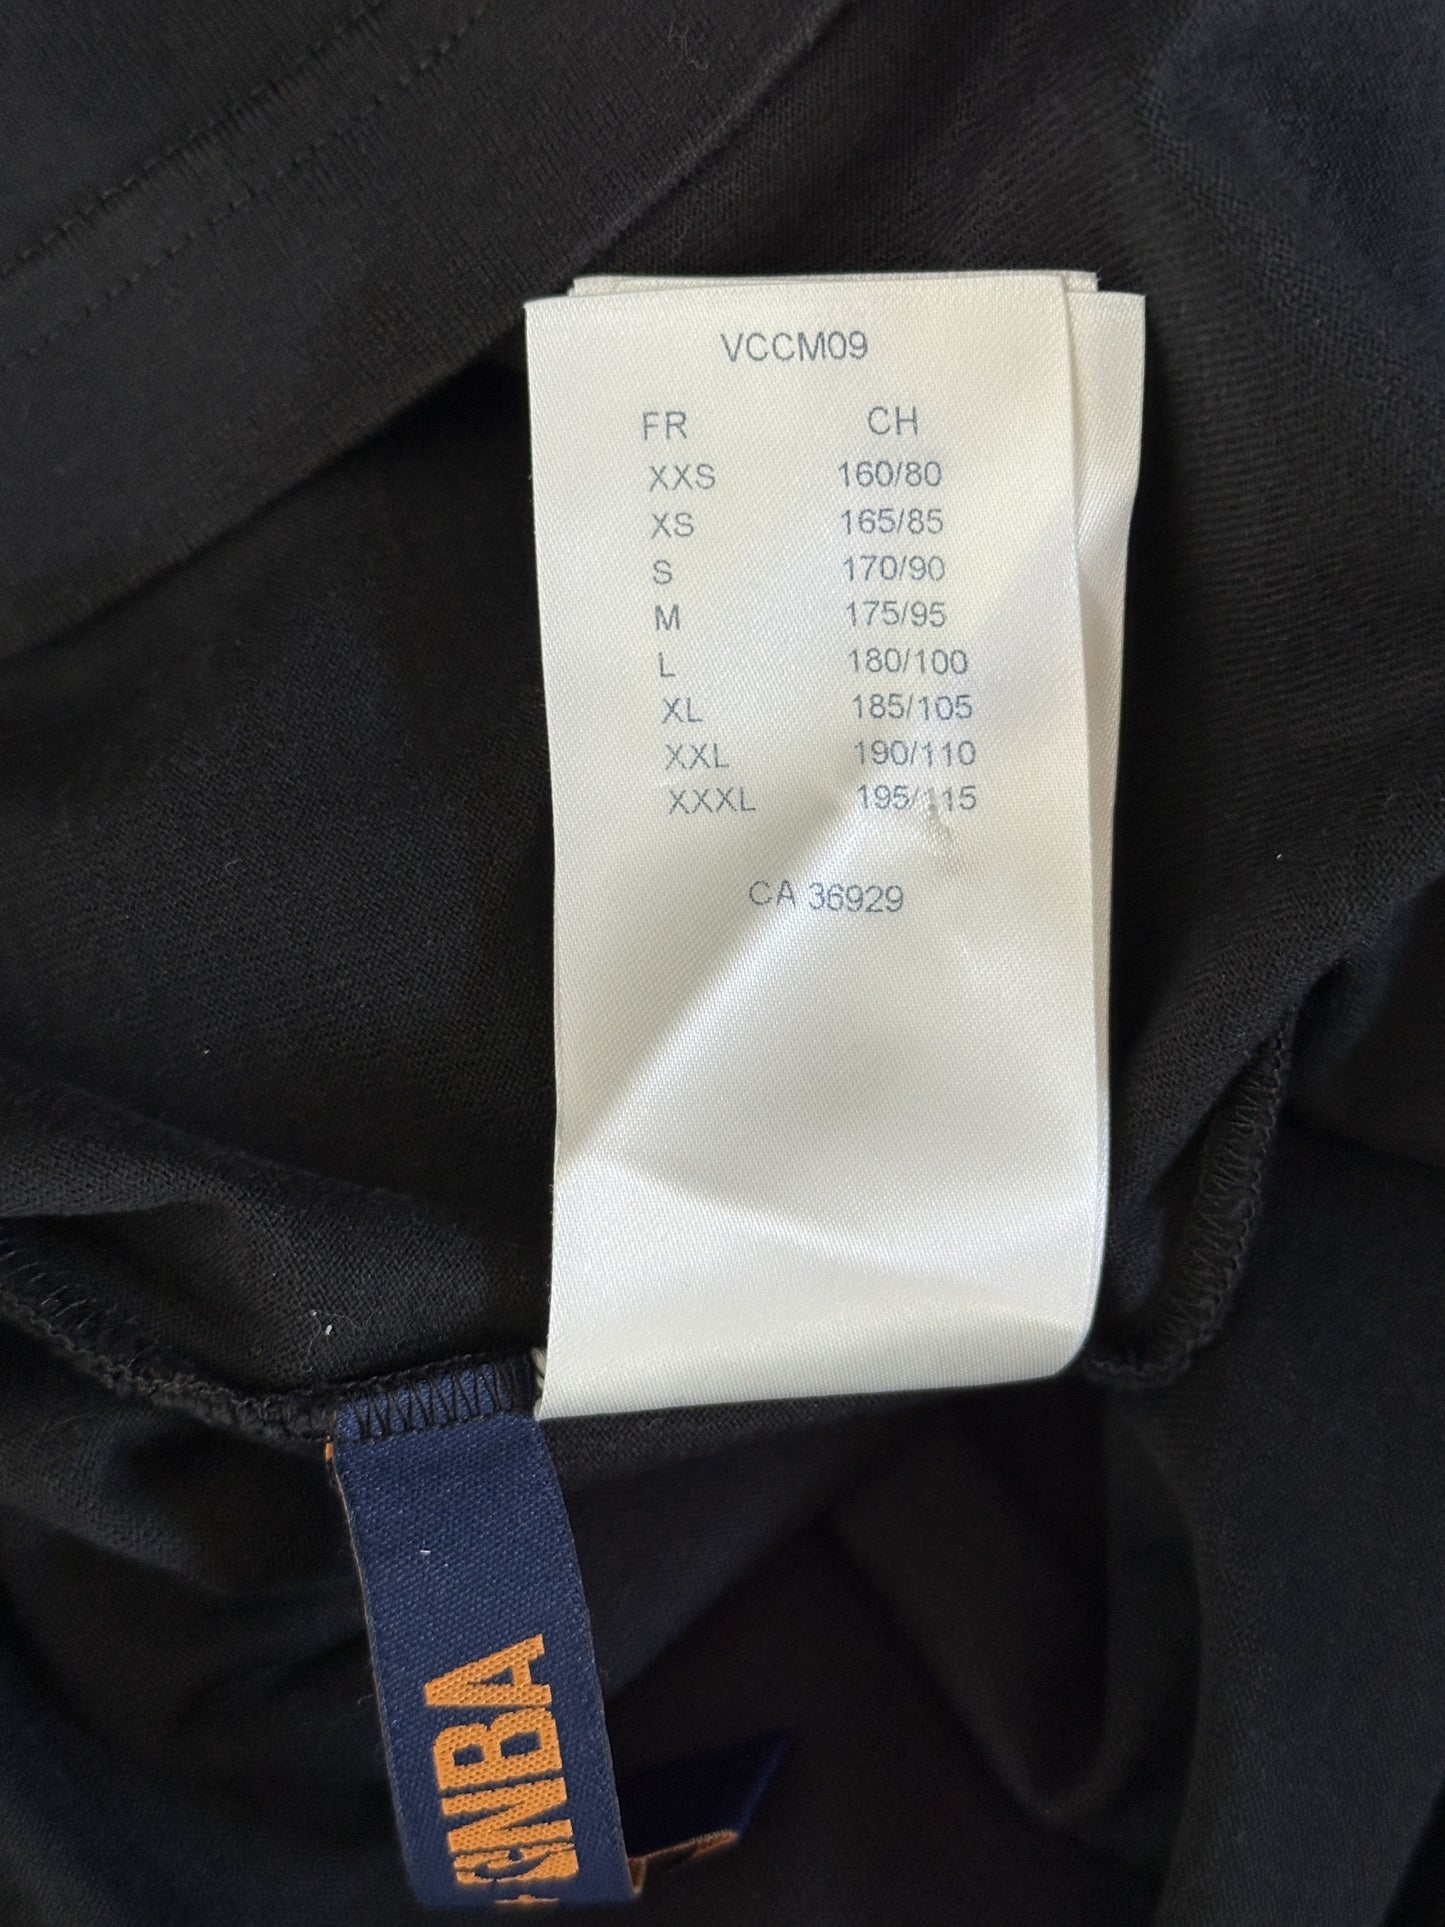 VCCM09
FR CH
XXS 160/80
XS 165/85
S 170/90
M 175/95
L 180/100
XL 185/105
XXL 190/110
XXXL 195/115
CA 36929
NBA